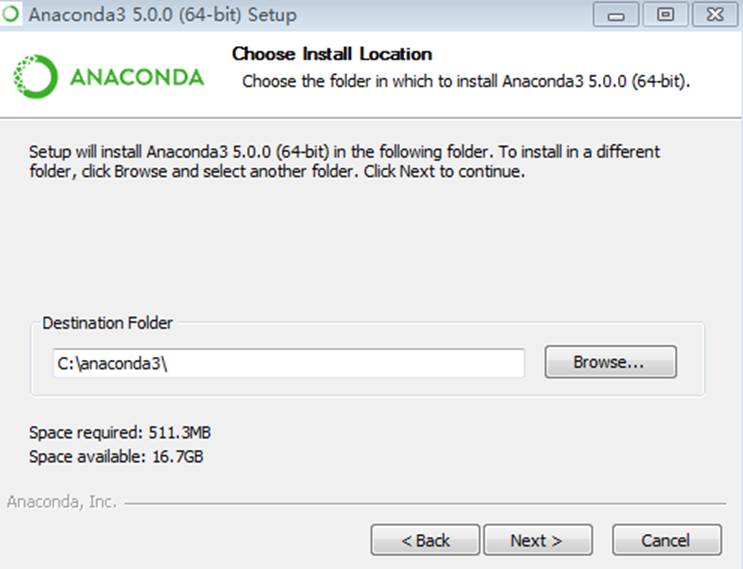 Anaconda3 5.0.0 (64-bit) Setup
ANACONDA
Choose Install Location
Choose the folder in which to install Anaconda3 5.0.0 (64-bit).
Setup will install Anaconda3 5.0.0 (64-bit) in the following folder. To install in a different
folder, click Browse and select another folder. Click Next to continue.
Destination Folder
C:\anaconda3\
Browse...
Space required: 511.3MB
Space available: 16.7GB
Anaconda, Inc.
< Back
Next >
Cancel